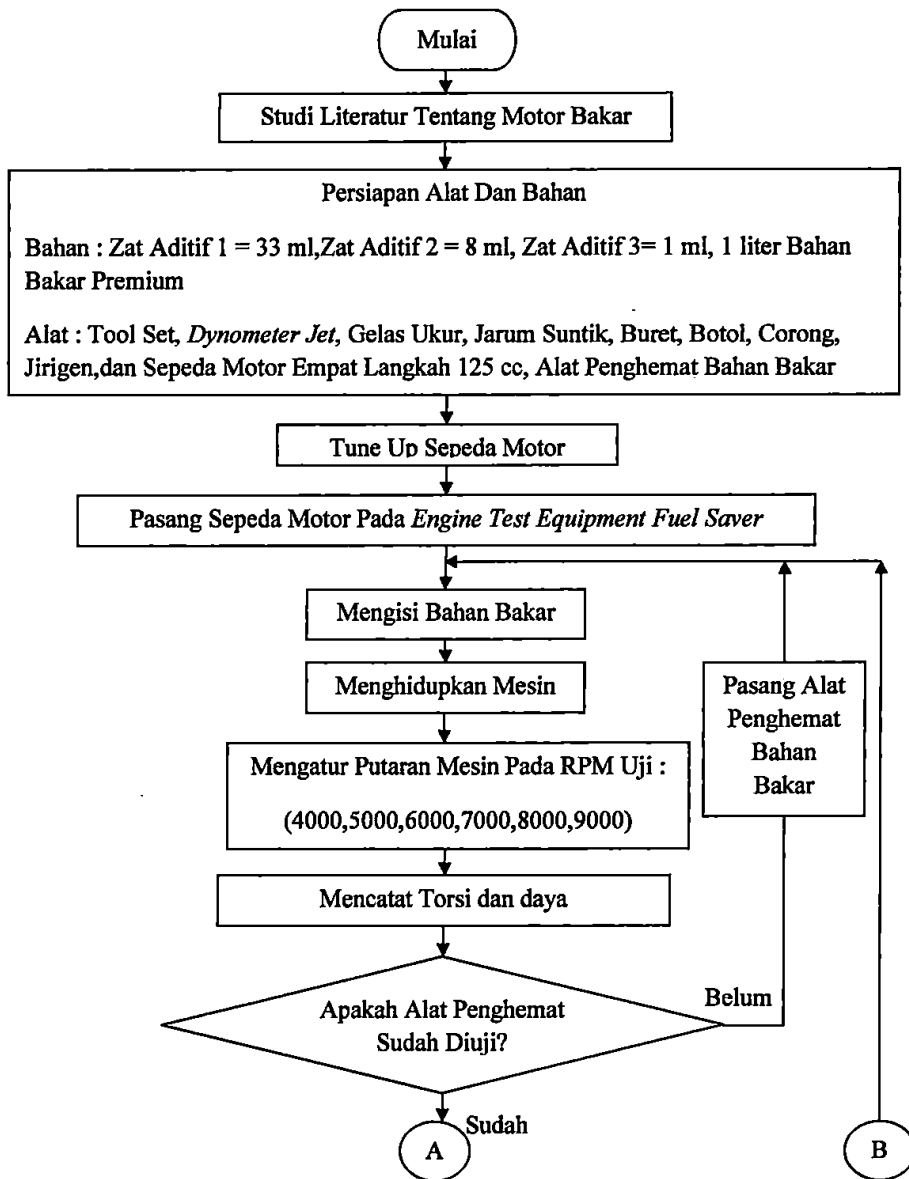 Mulai
Studi Literatur Tentang Motor Bakar
Persiapan Alat Dan Bahan
Bahan : Zat Aditif 1 = 33 ml,Zat Aditif 2 = 8 ml, Zat Aditif 3= 1 ml, 1 liter Bahan
Bakar Premium
Alat : Tool Set, Dynometer Jet, Gelas Ukur, Jarum Suntik, Buret, Botol, Corong,
Jirigen,dan Sepeda Motor Empat Langkah 125 cc, Alat Penghemat Bahan Bakar
Tune Up Sepeda Motor
Pasang Sepeda Motor Pada Engine Test Equipment Fuel Saver
Mengisi Bahan Bakar
Menghidupkan Mesin
Pasang Alat
Penghemat
Bahan
Bakar
Mengatur Putaran Mesin Pada RPM Uji :
(4000,5000,6000,7000,8000,9000)
Mencatat Torsi dan daya
Apakah Alat Penghemat
Sudah Diuji?
Belum
Sudah
A
B